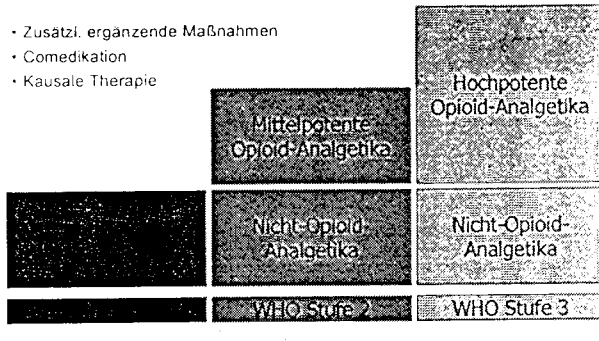 • Zusätzl. ergänzende Maßnahmen
• Comedikation
• Kausale Therapie
Hochpotente
Opioid-Analgetika
Mittelpotente
Opioid-Analgetika
Nicht-Opioid-
Analgetika
Nicht-Opioid-
Analgetika
WHO Stufe 2
WHO Stufe 3